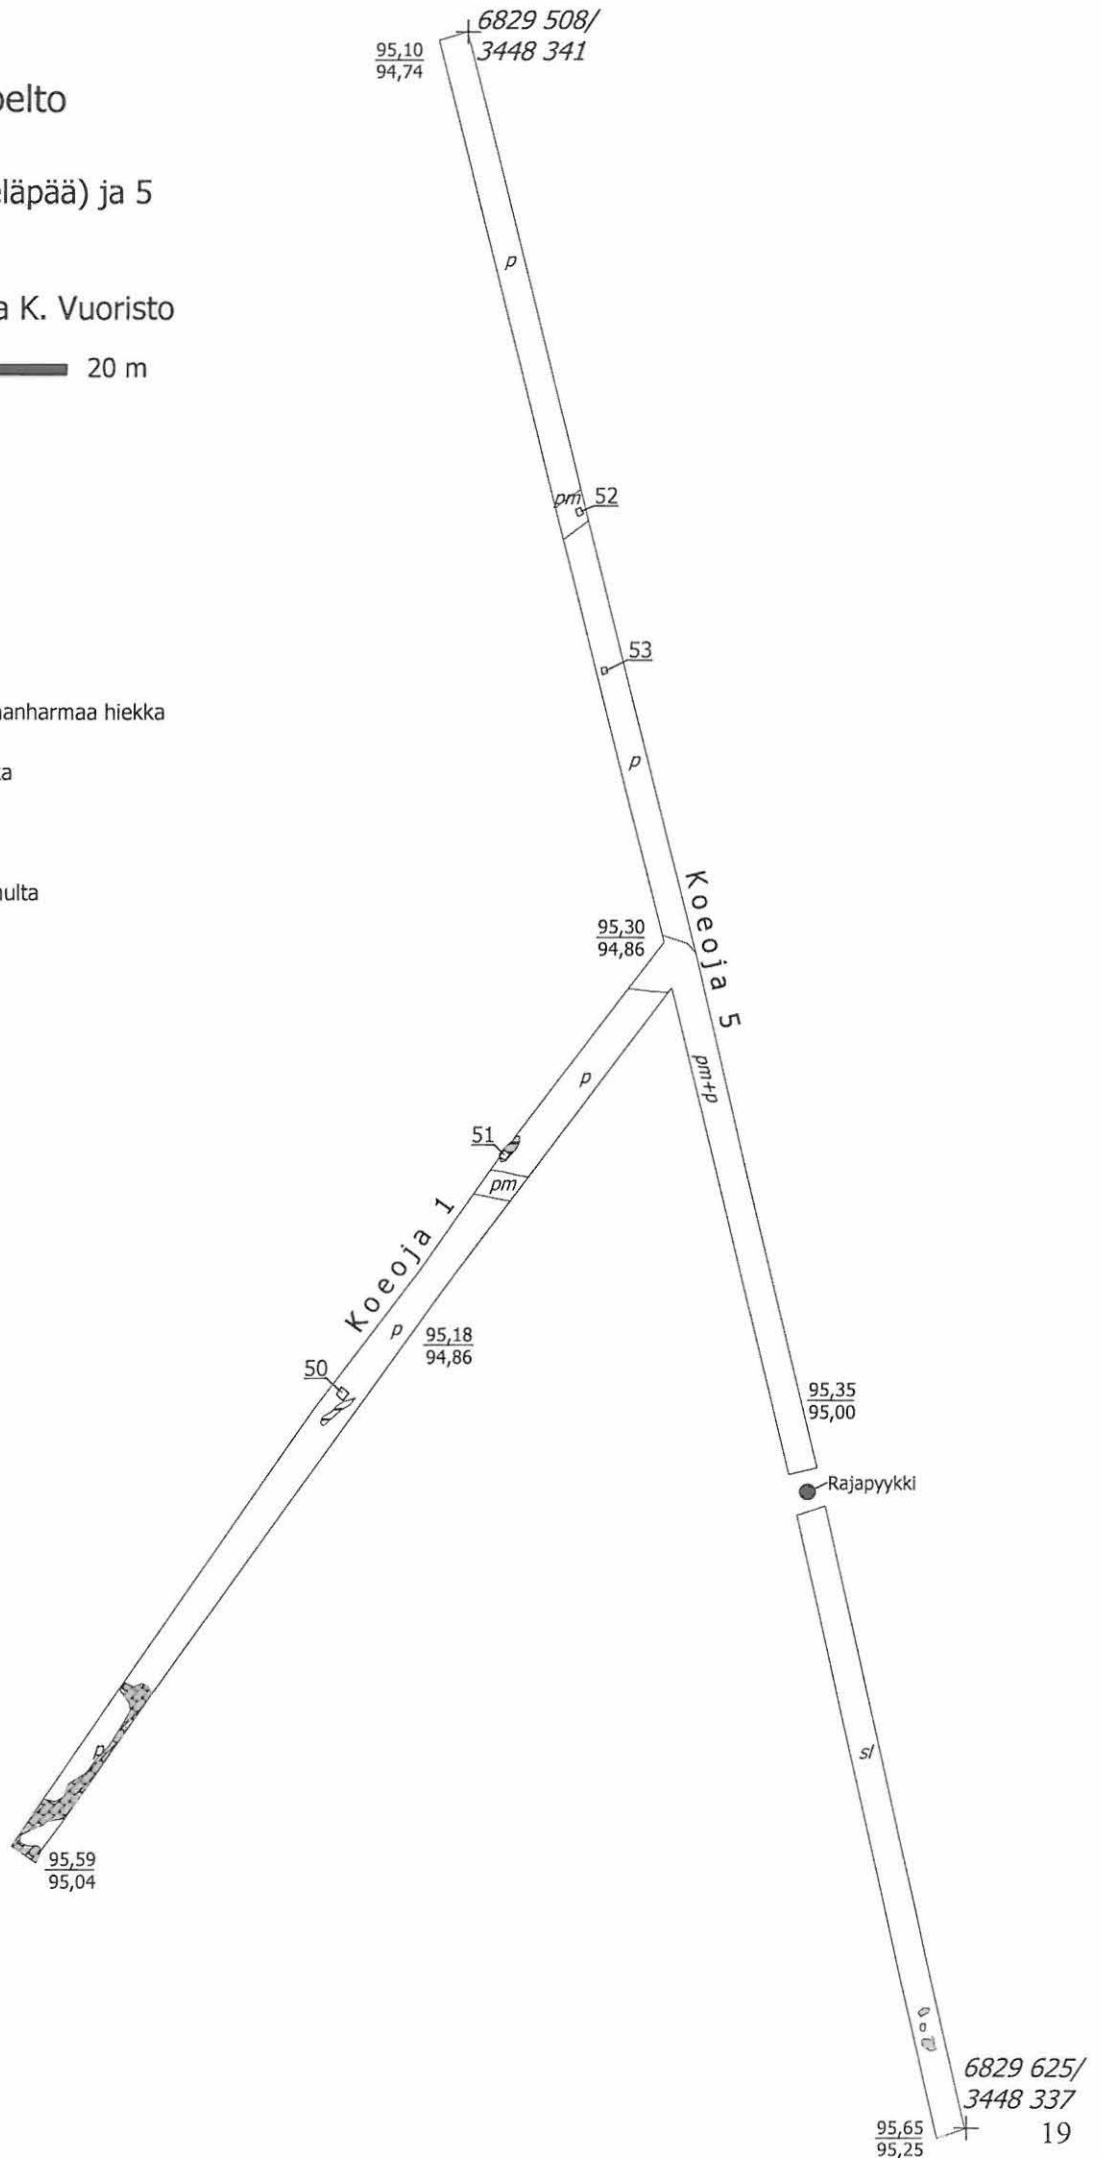 6829 508/
3448 341
95,10
94,74
pelto
eläpää) ja 5
a K. Vuoristo
20 m
p
pm
52
53
anharmaa hiekka
a
p
ulta
Koeoja 5
95,30
94,86
pm+p
p
51
pm
Koeoja 1
p
95,18
94,86
50
95,35
95,00
Rajapyykki
sl
p
95,59
95,04
6829 625/
3448 337
95,65
95,25
19